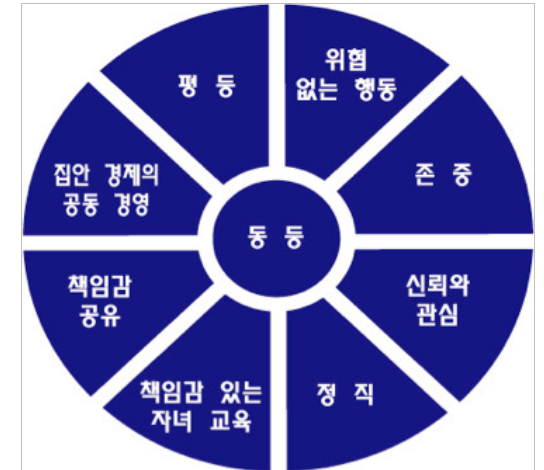 평 등
위협
없는 행동
존 중
신뢰와
관심
정 직
책임감 있는
자녀 교육
책임감
공유
집안 경제의
공동 경영
동 등